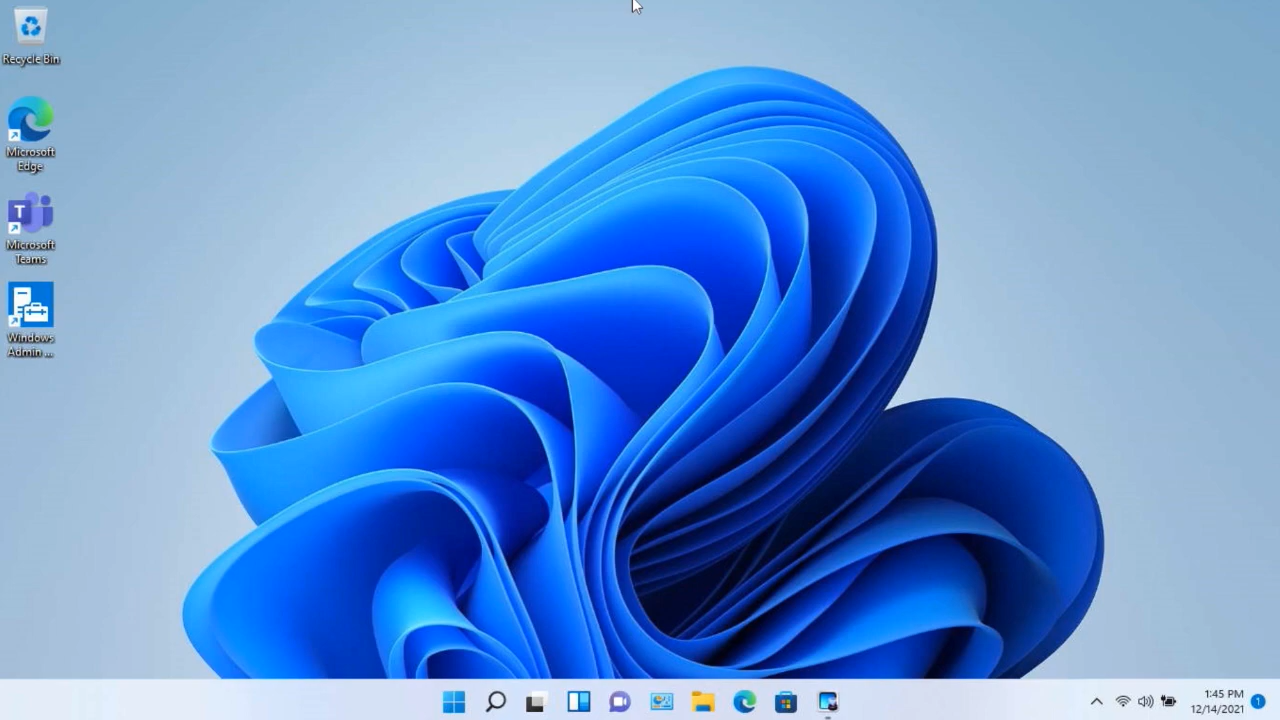 Recycle Bin
Microsoft
Edge
T
Microsoft
Teams
Windows
Admin ...
1:45 PM
12/14/2021
1